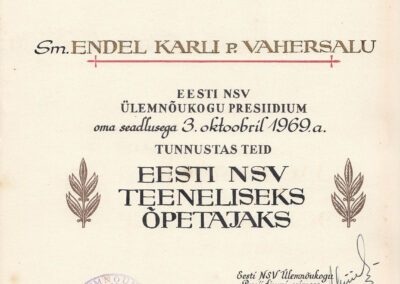 Sm. ENDEL KARLI p. VAHERSALU
EESTI NSV
ÜLEMNÕUKOGU PRESIIDIUM
oma seadlusega 3. oktoobril 1969. a.
TUNNUSTAS TEID
EESTI NSV
TEENELISEKS
ÕPETAJAKS
Eesti NSV Ülemnõukogu